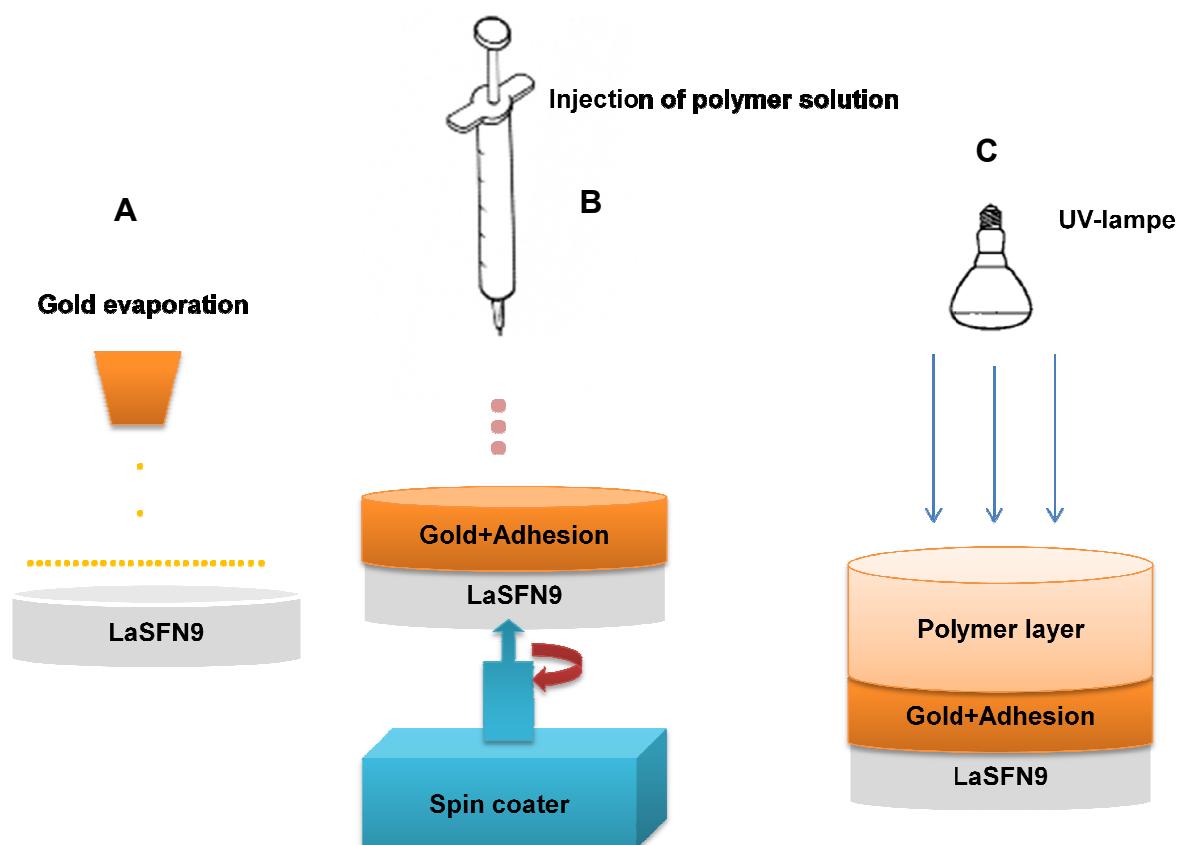 A
Gold evaporation
LaSFN9
Injection of polymer solution
B
Gold+Adhesion
LaSFN9
Spin coater
C
UV-lampe
Polymer layer
Gold+Adhesion
LaSFN9